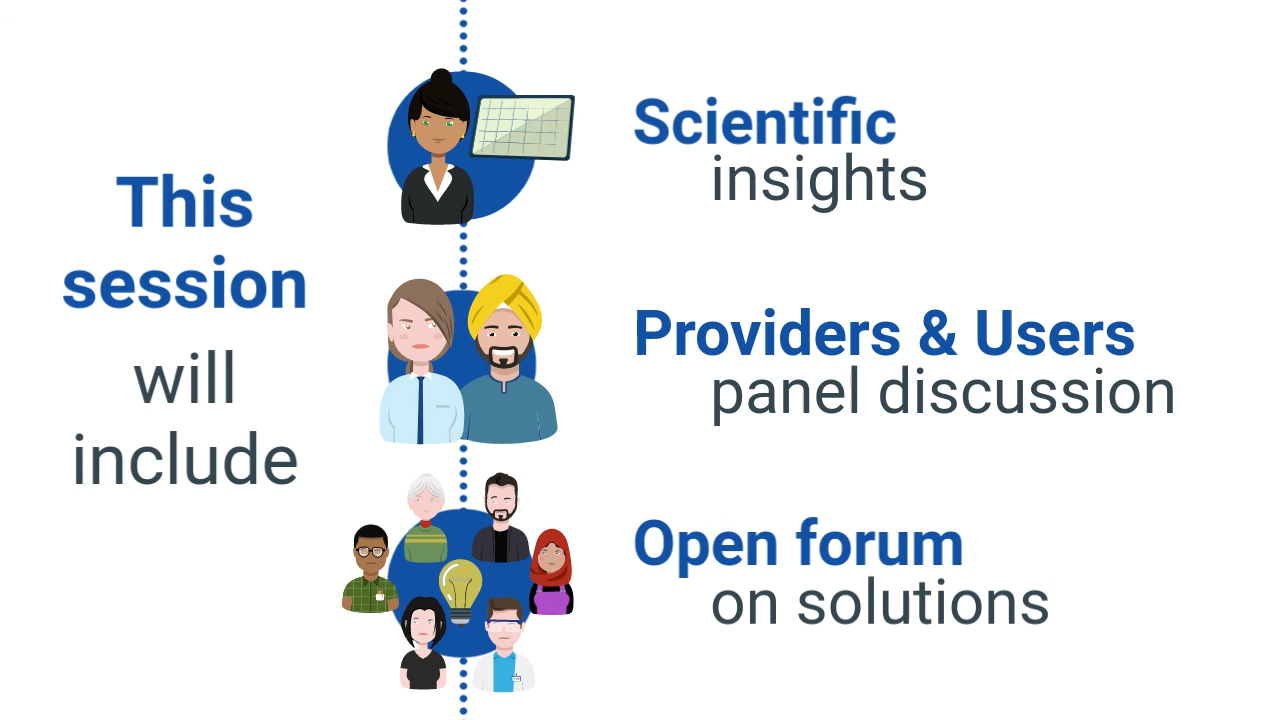 This
session
will
include
Scientific
insights
Providers & Users
panel discussion
Open forum
on solutions